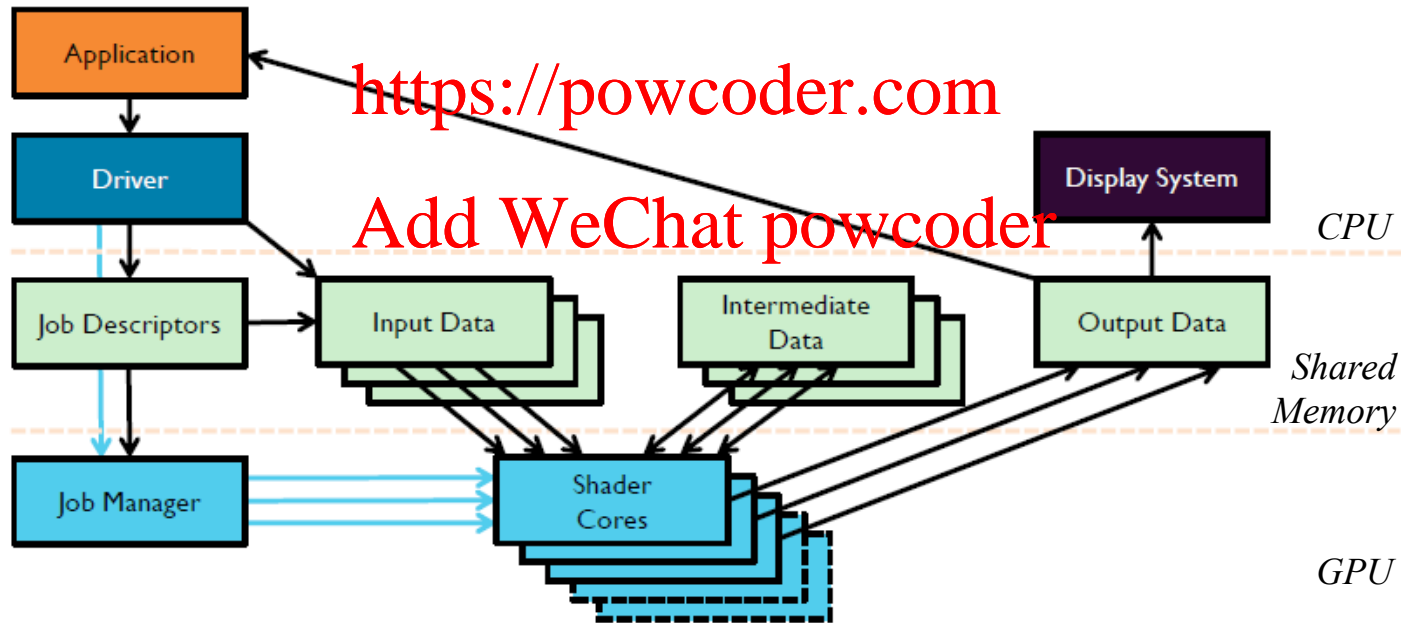 Application
https://powcoder.com
Driver
Display System
Add WeChat powcoder
CPU
Job Descriptors
Input Data
Intermediate
Data
Output Data
Shared
Memory
Job Manager
Shader
Cores
GPU